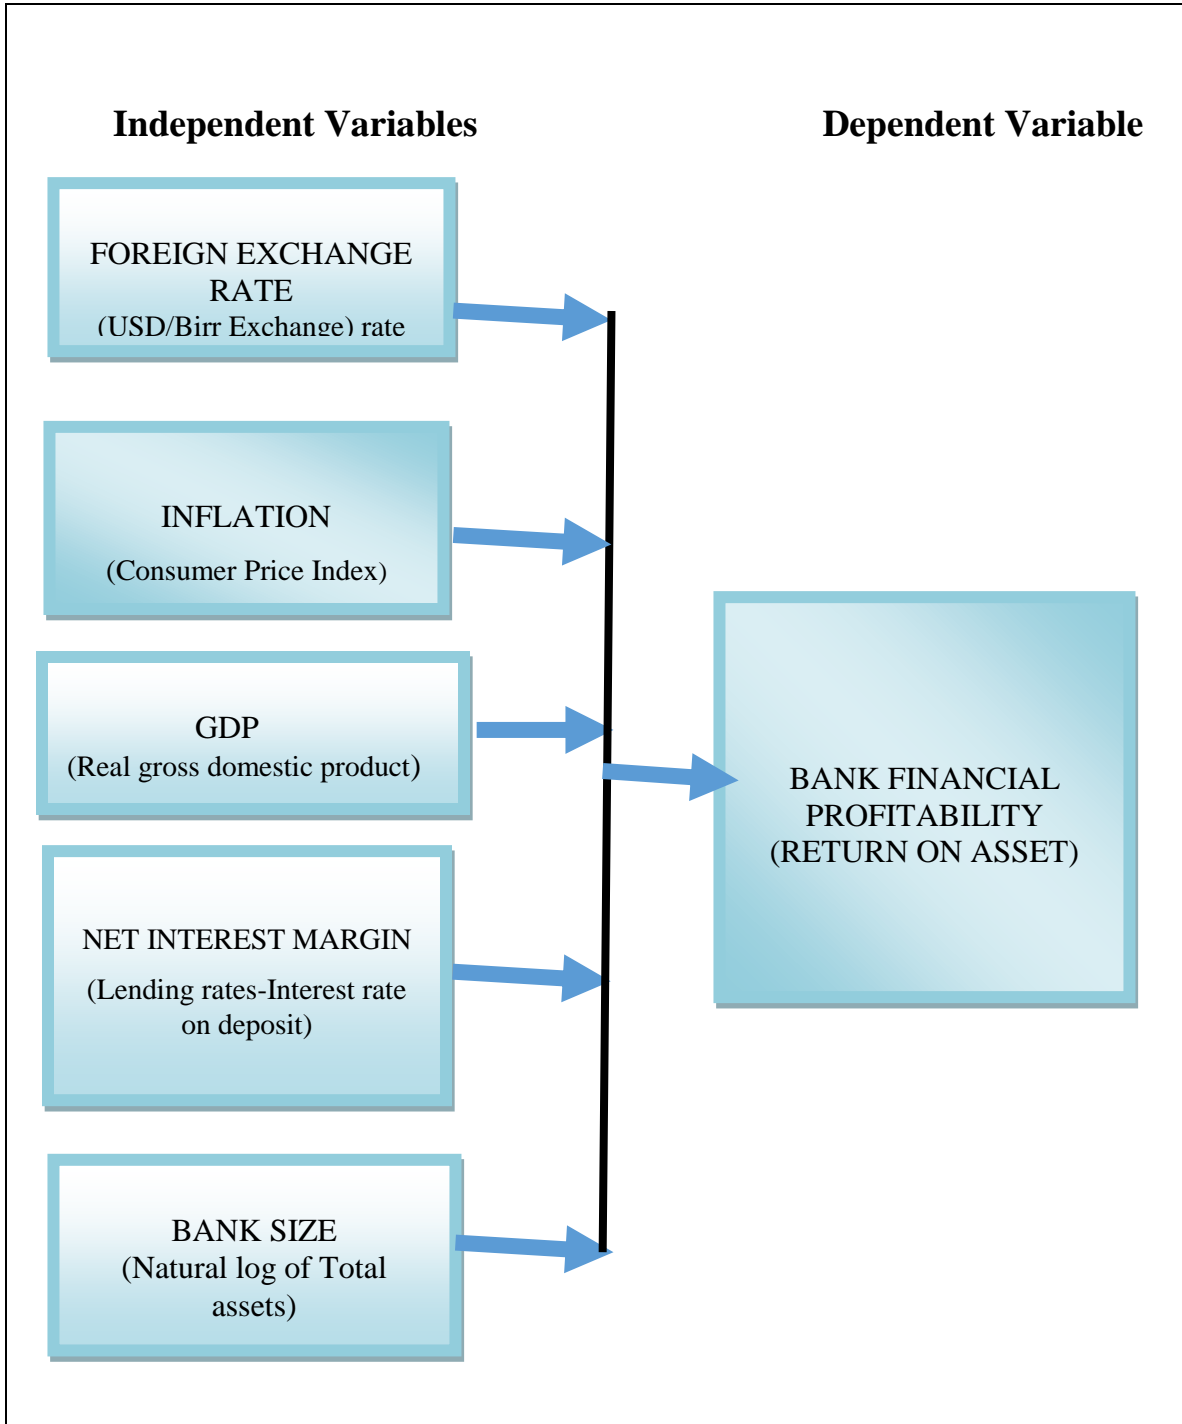 Independent Variables
Dependent Variable
FOREIGN EXCHANGE
RATE
(USD/Birr Exchange) rate
INFLATION
(Consumer Price Index)
GDP
(Real gross domestic product)
NET INTEREST MARGIN
(Lending rates-Interest rate
on deposit)
BANK SIZE
(Natural log of Total
assets)
BANK FINANCIAL
PROFITABILITY
(RETURN ON ASSET)